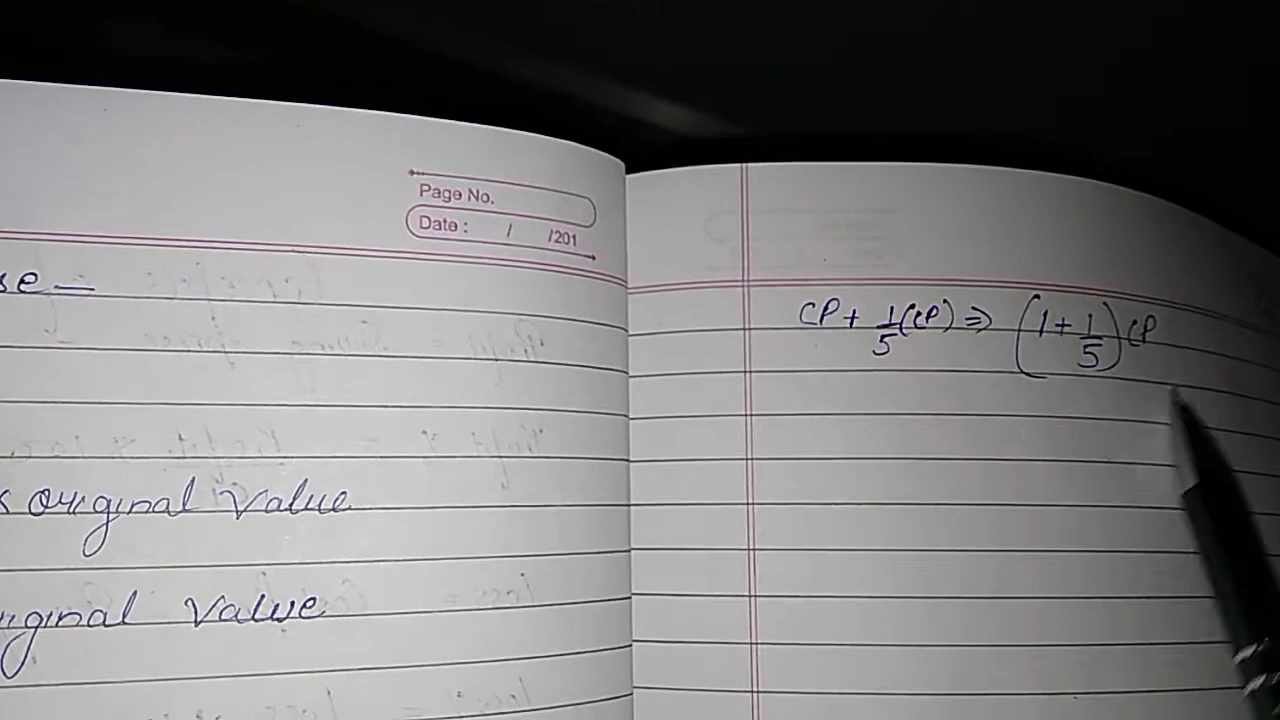 Page No.
Date : / /201
se —
x original Value
riginal Value
CP + 1/5 (CP) ⇒ (1 + 1/5) CP